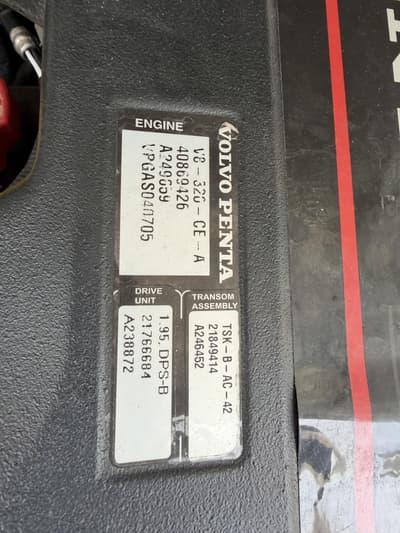 VOLVO PENTA
ENGINE
V8-320-CE-A
40869426
A249659
VPGAS040705
DRIVE
UNIT
1.95, DPS-B
21766684
A238872
TRANSOM
ASSEMBLY
TSK-B-AC-42
21849414
A246452